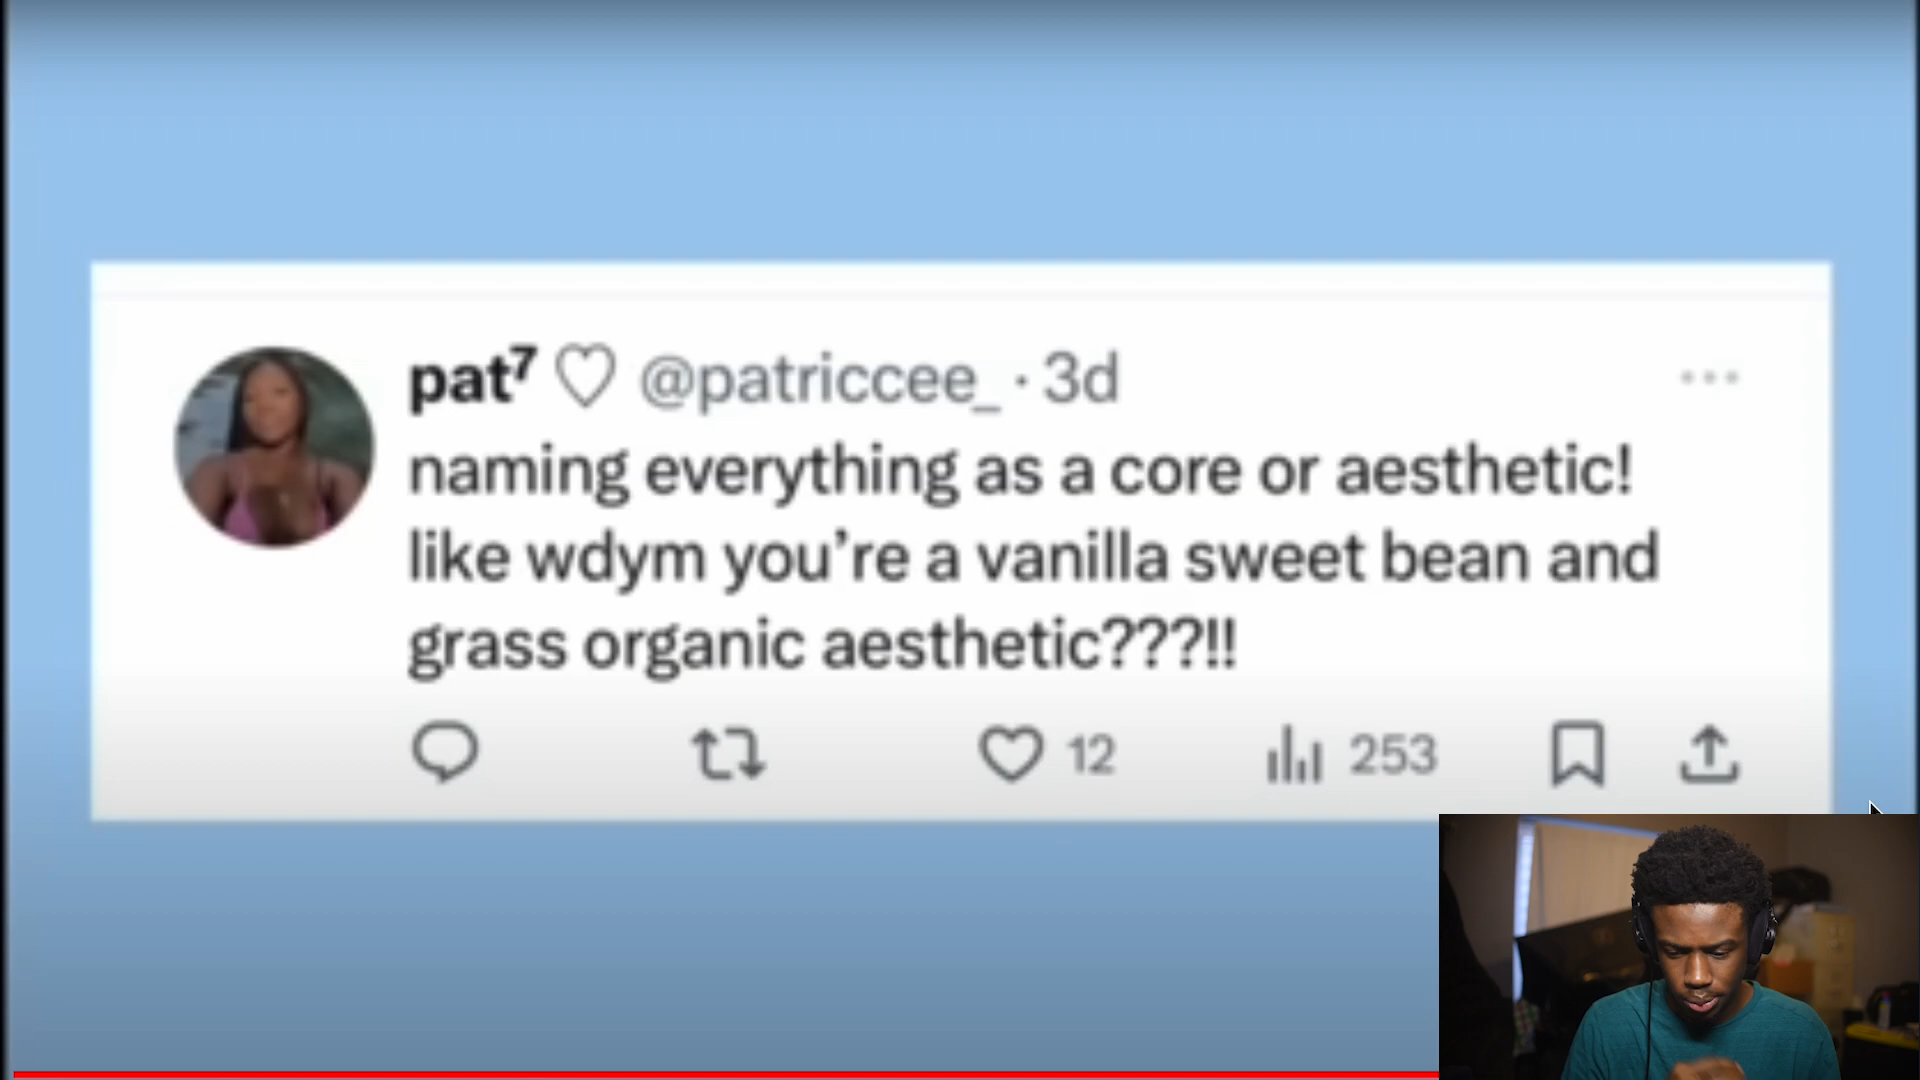 pat⁷ ♡ @patriccee_ · 3d
naming everything as a core or aesthetic!
like wdym you’re a vanilla sweet bean and
grass organic aesthetic???!!
12 253